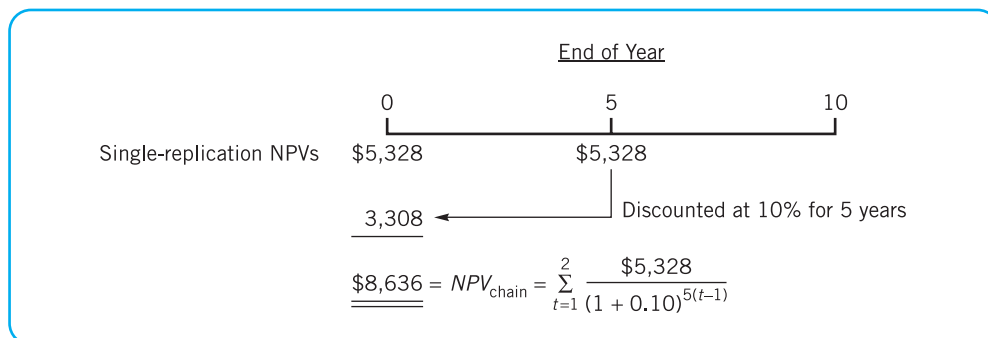 End of Year
0 5 10
Single-replication NPVs $5,328 $5,328
3,308 Discounted at 10% for 5 years
$8,636 = NPV_chain = Σ_{t=1}^{2} $5,328 / (1 + 0.10)^{5(t–1)}